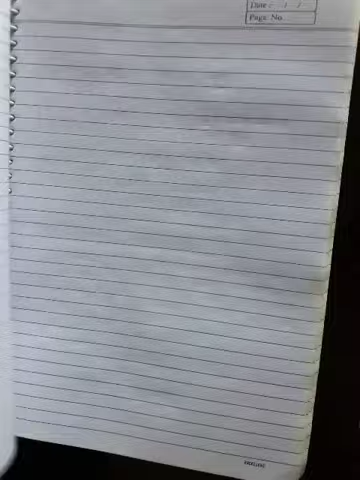 Date : / /
Page No.